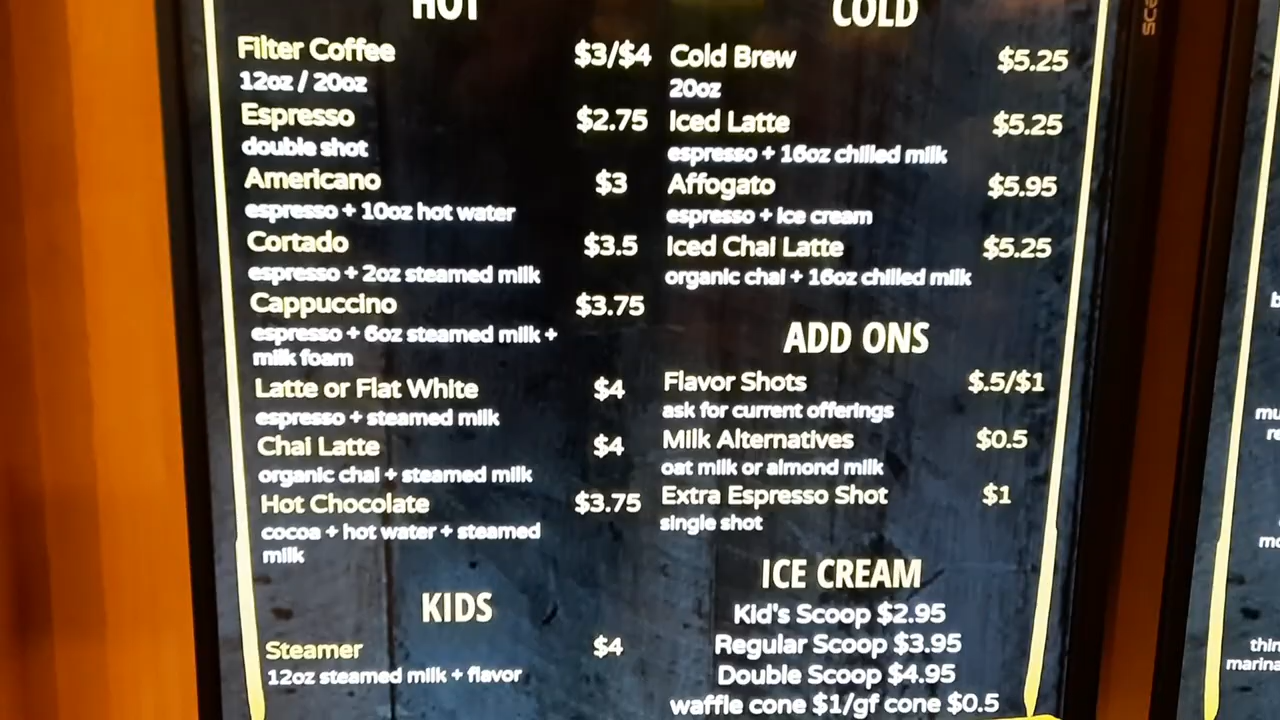 HOT
Filter Coffee $3/$4
12oz / 20oz
Espresso $2.75
double shot
Americano $3
espresso + 10oz hot water
Cortado $3.5
espresso + 2oz steamed milk
Cappuccino $3.75
espresso + 6oz steamed milk +
milk foam
Latte or Flat White $4
espresso + steamed milk
Chai Latte $4
organic chai + steamed milk
Hot Chocolate $3.75
cocoa + hot water + steamed
milk
KIDS
Steamer $4
12oz steamed milk + flavor
COLD
Cold Brew $5.25
20oz
Iced Latte $5.25
espresso + 16oz chilled milk
Affogato $5.95
espresso + ice cream
Iced Chai Latte $5.25
organic chai + 16oz chilled milk
ADD ONS
Flavor Shots $.5/$1
ask for current offerings
Milk Alternatives $0.5
oat milk or almond milk
Extra Espresso Shot $1
single shot
ICE CREAM
Kid's Scoop $2.95
Regular Scoop $3.95
Double Scoop $4.95
waffle cone $1/gf cone $0.5